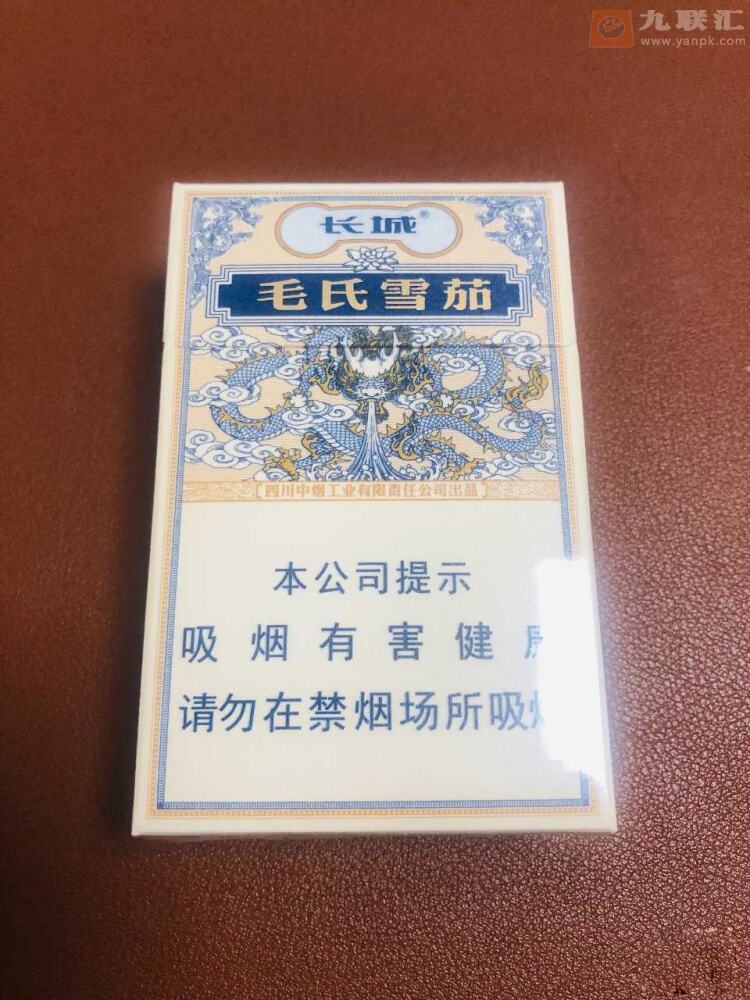 九联汇
www.yanpk.com
长城®
毛氏雪茄
四川中烟工业有限责任公司出品
本公司提示
吸烟有害健
请勿在禁烟场所吸